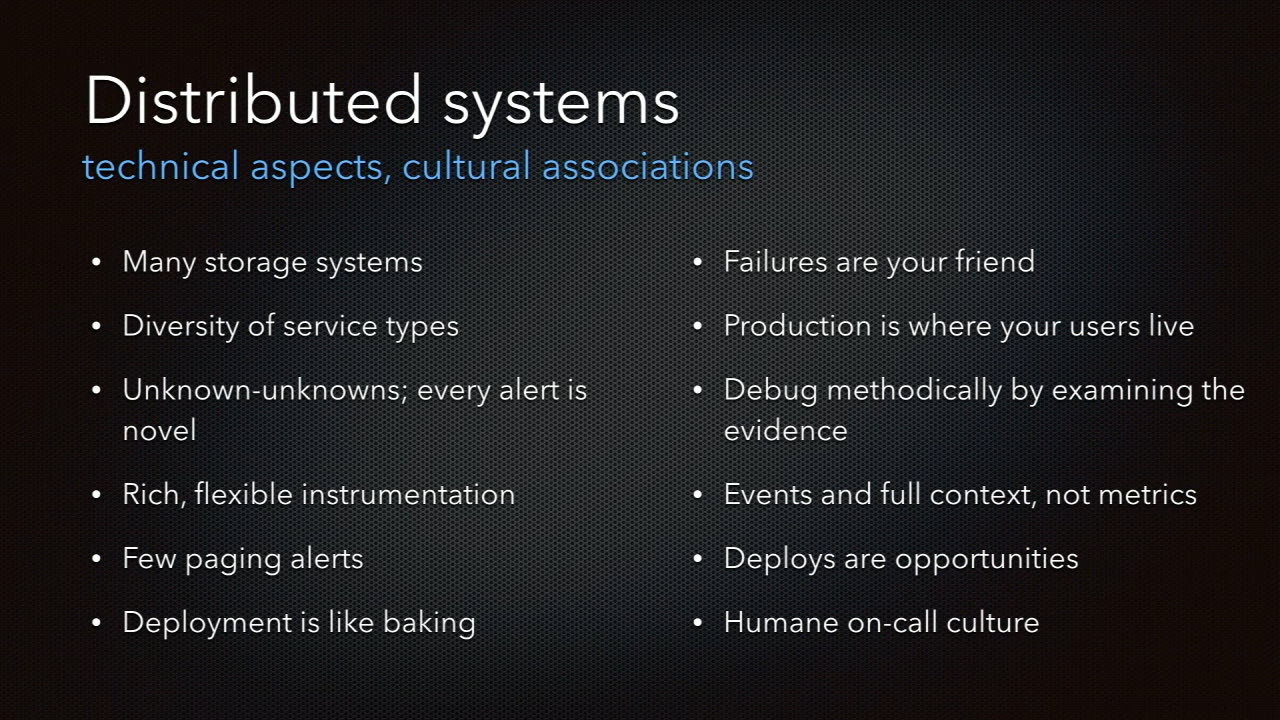 Distributed systems
technical aspects, cultural associations
• Many storage systems
• Diversity of service types
• Unknown-unknowns; every alert is
novel
• Rich, flexible instrumentation
• Few paging alerts
• Deployment is like baking
• Failures are your friend
• Production is where your users live
• Debug methodically by examining the
evidence
• Events and full context, not metrics
• Deploys are opportunities
• Humane on-call culture